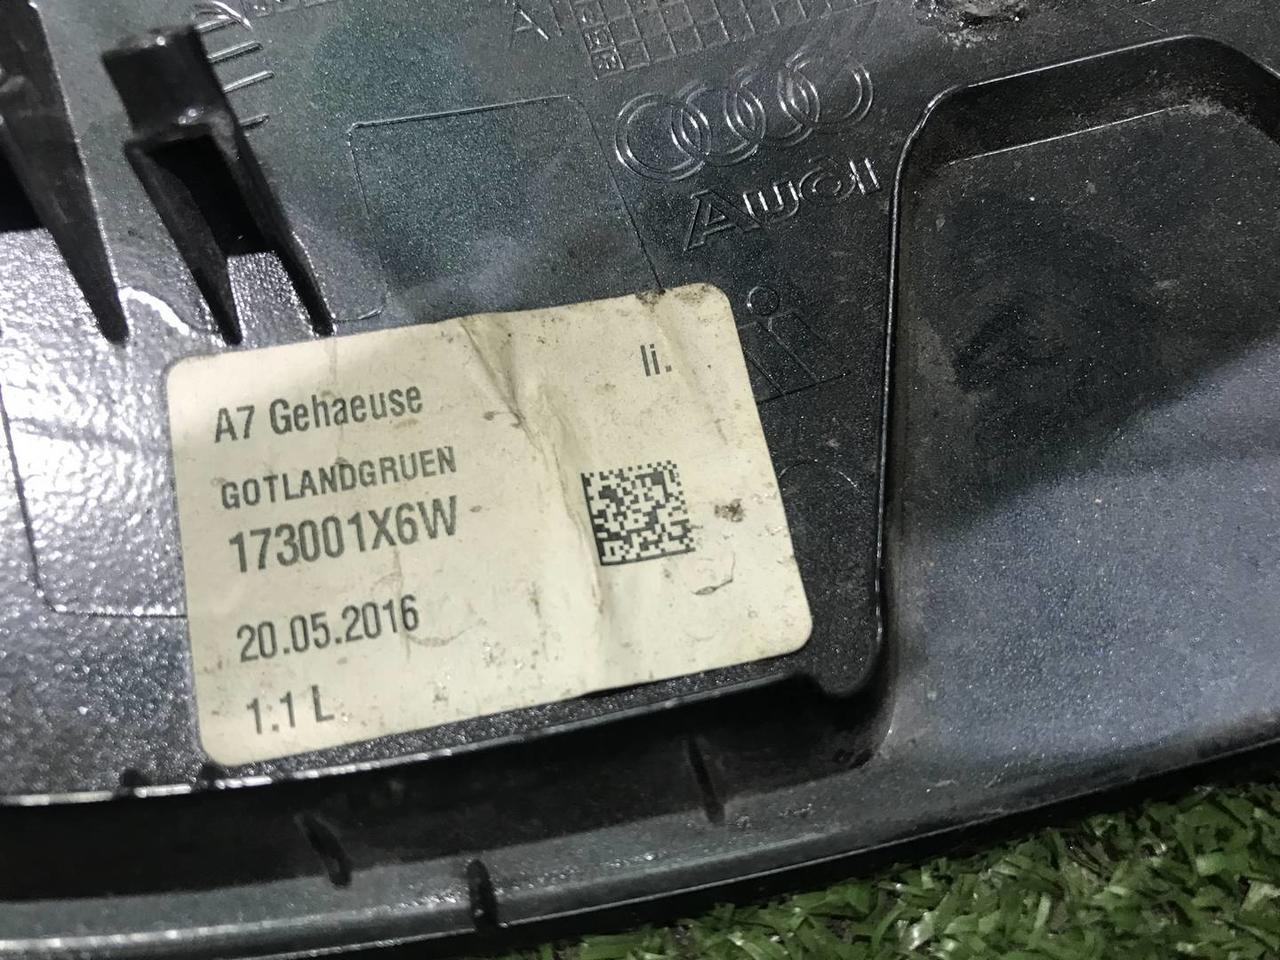 Audi
li.
A7 Gehaeuse
GOTLANDGRUEN
173001X6W
20.05.2016
1.1 L